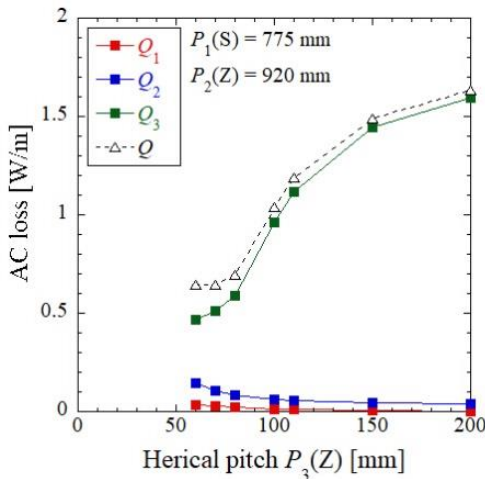 Q1
Q2
Q3
Q
P1(S) = 775 mm
P2(Z) = 920 mm
AC loss [W/m]
2
1.5
1
0.5
0
0
50
100
150
200
Herical pitch P3(Z) [mm]